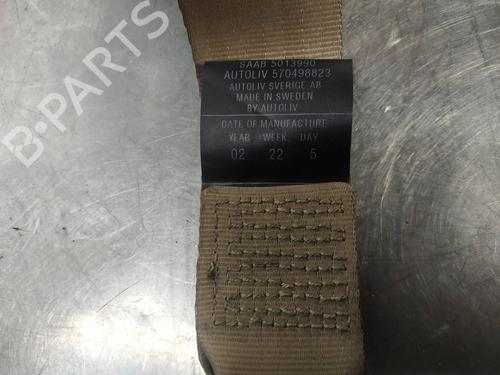 SAAB 5013990
AUTOLIV 570498823
AUTOLIV SVERIGE AB
MADE IN SWEDEN
BY AUTOLIV
DATE OF MANUFACTURE
YEAR WEEK DAY
02 22 5
B-PARTS